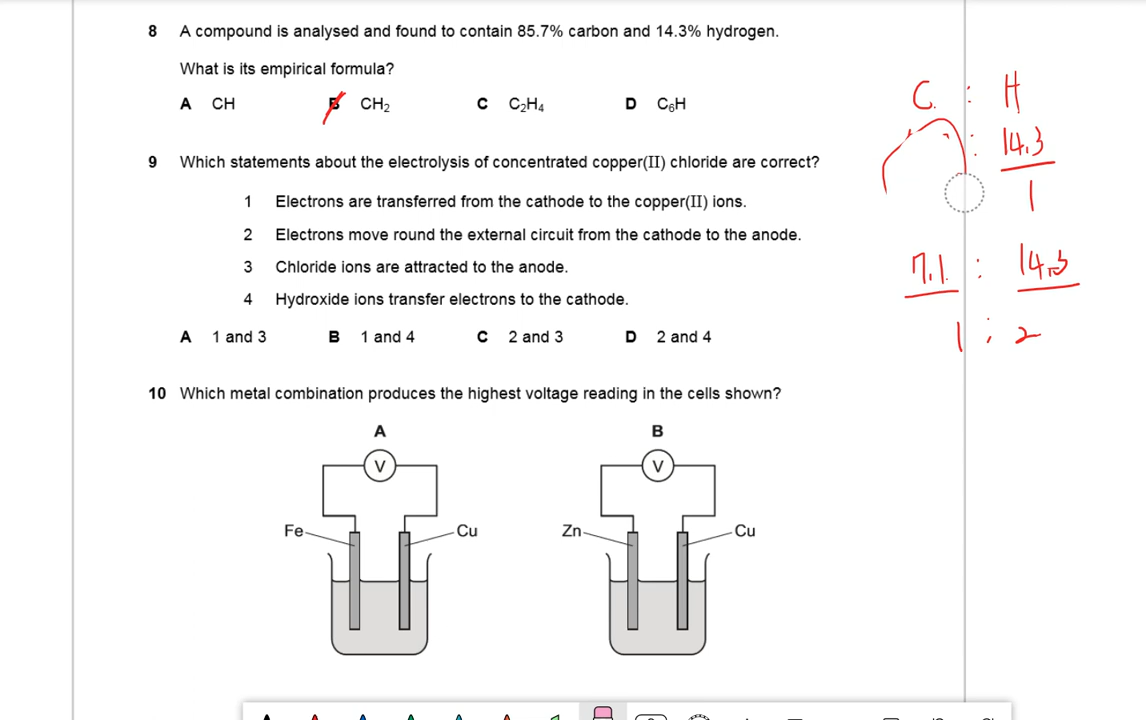 8 A compound is analysed and found to contain 85.7% carbon and 14.3% hydrogen.
What is its empirical formula?
A CH B CH₂ C C₂H₄ D C₆H
C : H
: 14.3
1
7.1 : 14.3
1 : 2
9 Which statements about the electrolysis of concentrated copper(II) chloride are correct?
1 Electrons are transferred from the cathode to the copper(II) ions.
2 Electrons move round the external circuit from the cathode to the anode.
3 Chloride ions are attracted to the anode.
4 Hydroxide ions transfer electrons to the cathode.
A 1 and 3 B 1 and 4 C 2 and 3 D 2 and 4
10 Which metal combination produces the highest voltage reading in the cells shown?
A B
V V
Fe Cu Zn Cu